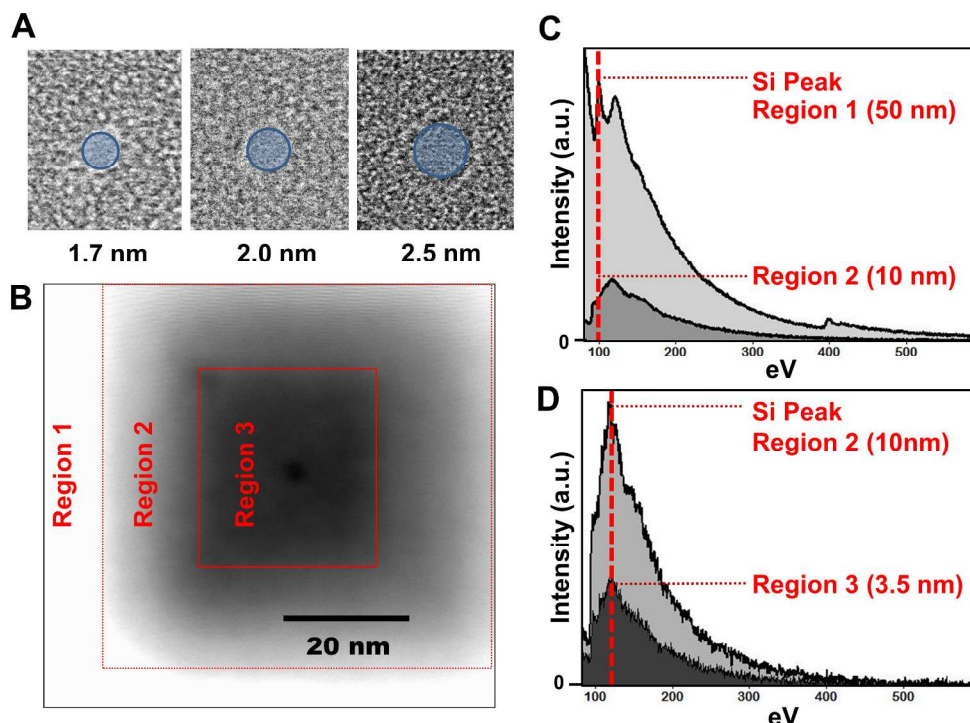 A
1.7 nm
2.0 nm
2.5 nm
B
Region 1
Region 2
Region 3
20 nm
C
Intensity (a.u.)
Si Peak
Region 1 (50 nm)
Region 2 (10 nm)
0
100
200
300
400
500
eV
D
Intensity (a.u.)
Si Peak
Region 2 (10nm)
Region 3 (3.5 nm)
0
100
200
300
400
500
eV